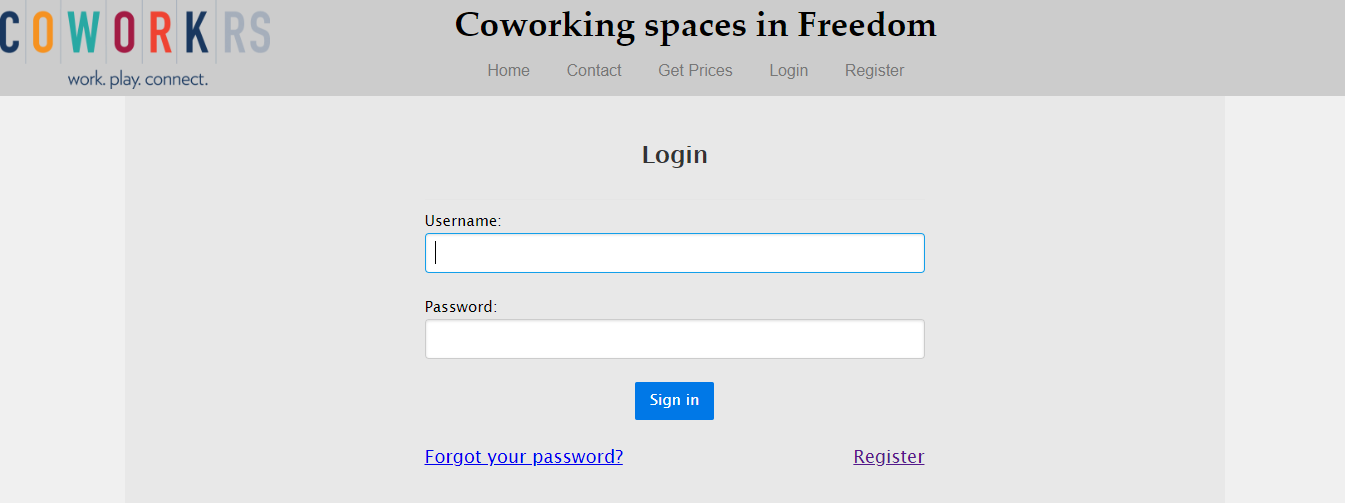 COWORKRS
work. play. connect.
Coworking spaces in Freedom
Home Contact Get Prices Login Register
Login
Username:
Password:
Sign in
Forgot your password? Register